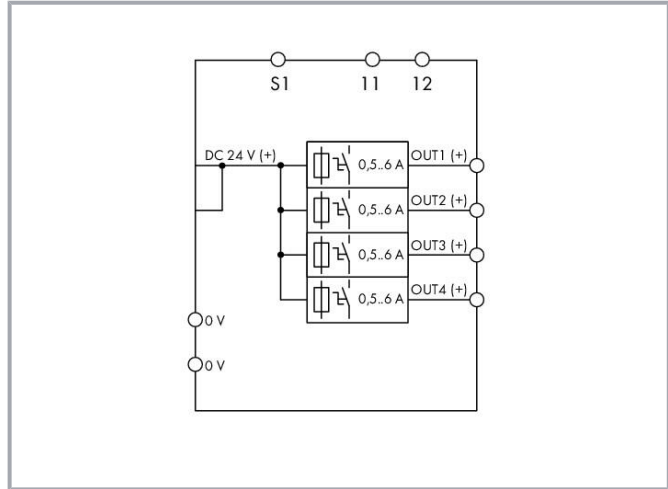 S1 11 12
DC 24 V (+)
0,5..6 A OUT1 (+)
0,5..6 A OUT2 (+)
0,5..6 A OUT3 (+)
0,5..6 A OUT4 (+)
0 V
0 V